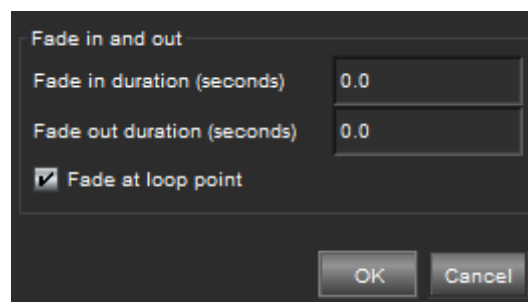 Fade in and out
Fade in duration (seconds) 0.0
Fade out duration (seconds) 0.0
Fade at loop point
OK Cancel